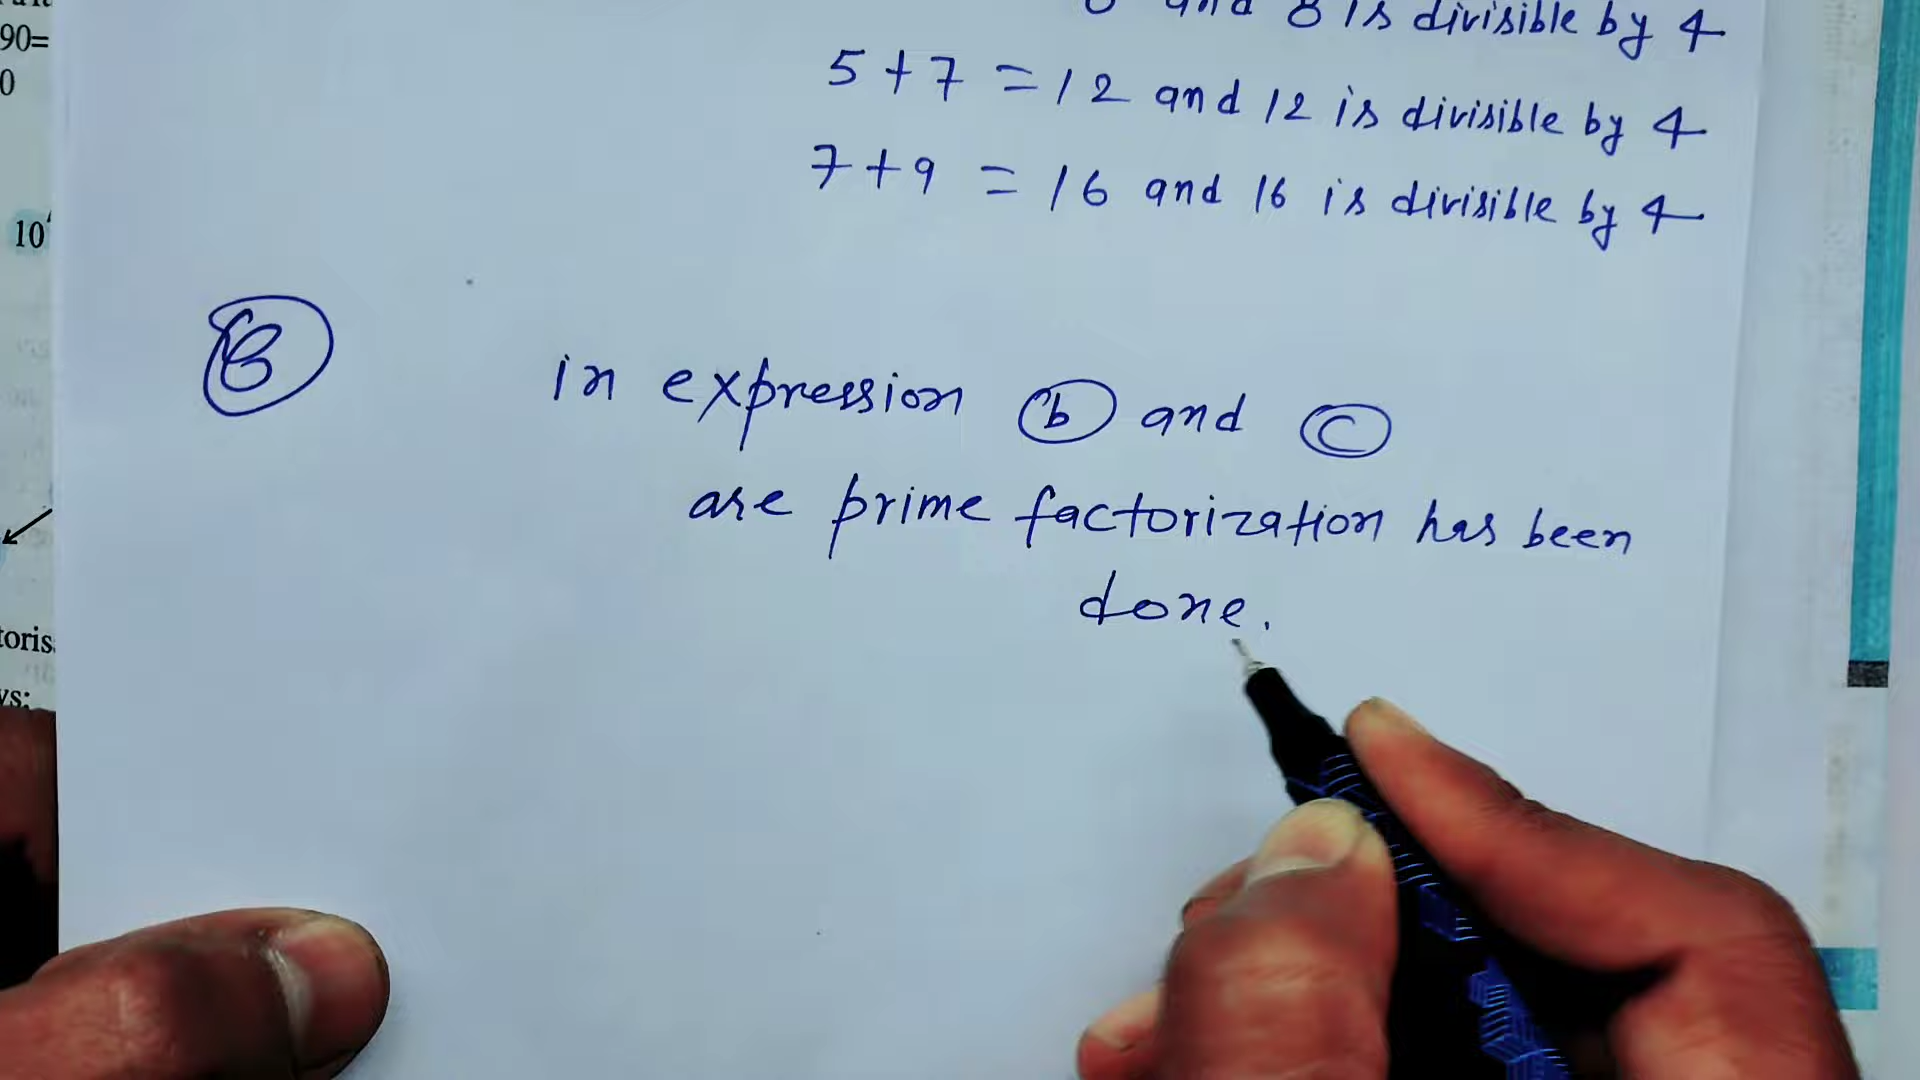 90=
0
and 8 is divisible by 4
5 + 7 = 12 and 12 is divisible by 4
7 + 9 = 16 and 16 is divisible by 4
10
8 in expression b and c
are prime factorization has been
done.
toris